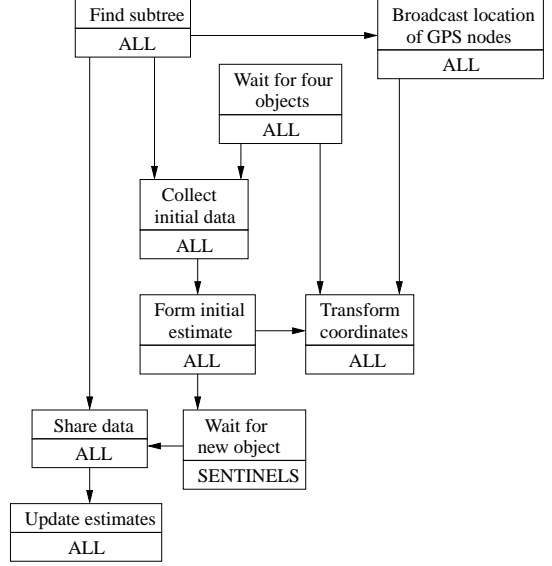 Find subtree
ALL
Broadcast location
of GPS nodes
ALL
Wait for four
objects
ALL
Collect
initial data
ALL
Form initial
estimate
ALL
Transform
coordinates
ALL
Share data
ALL
Wait for
new object
SENTINELS
Update estimates
ALL